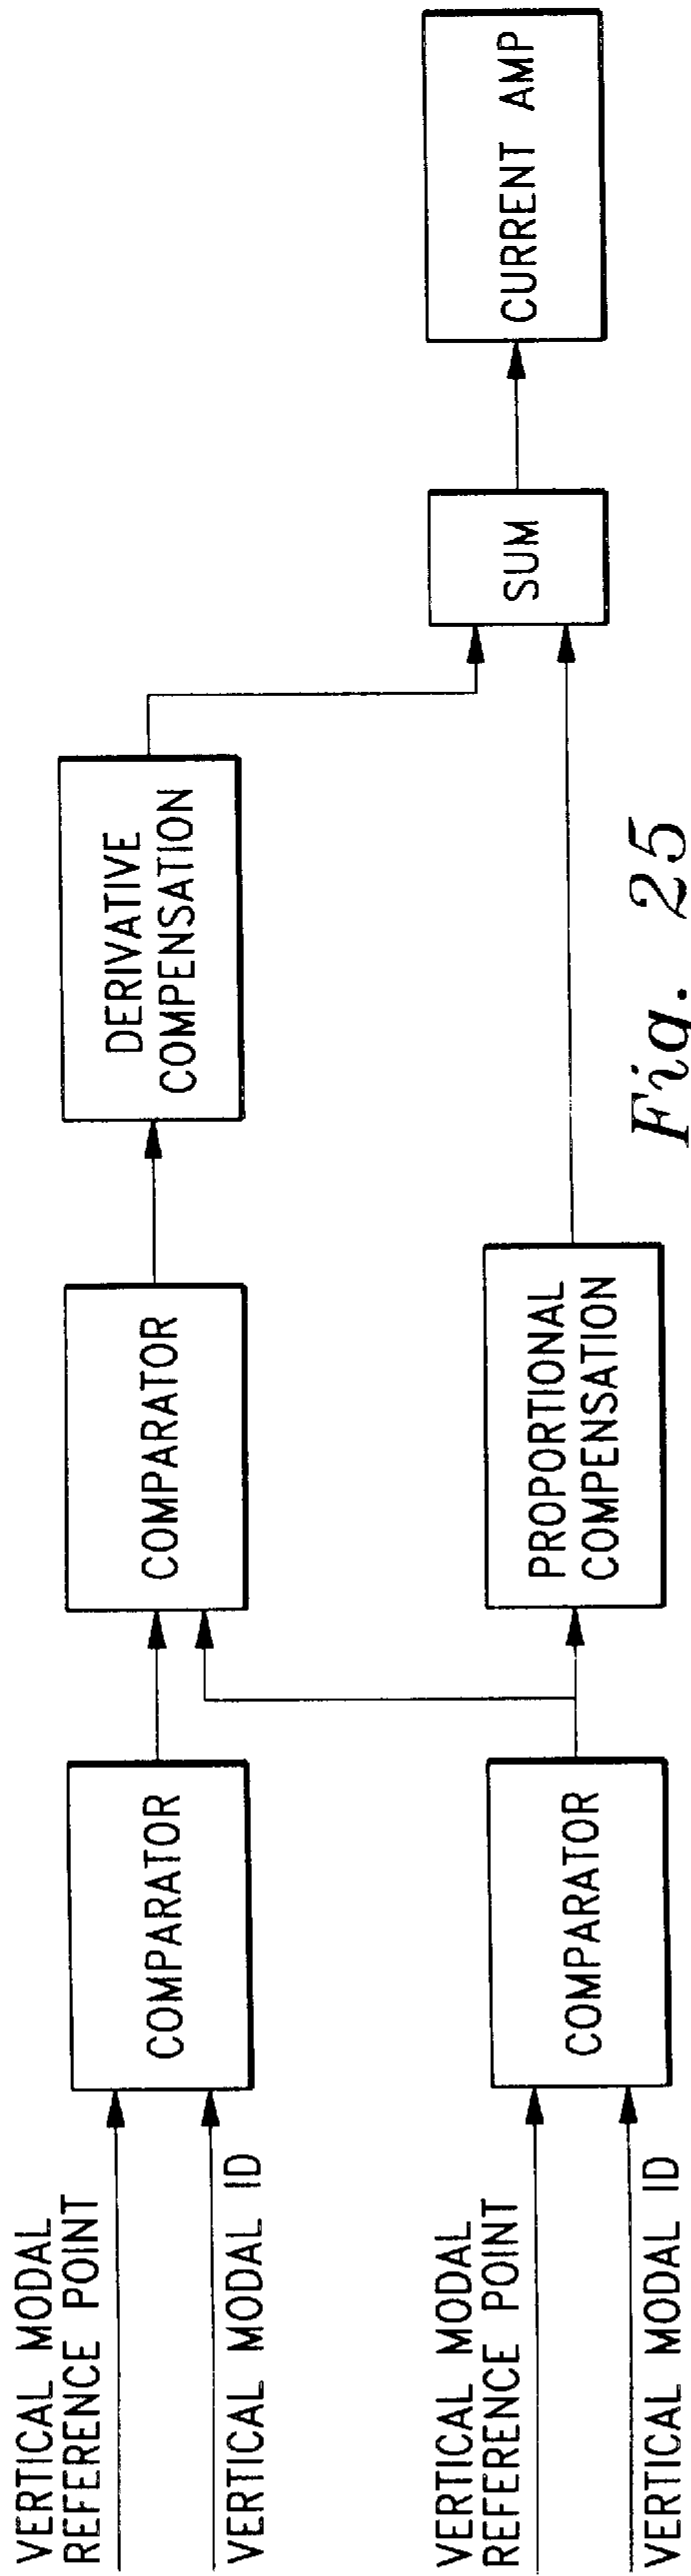 VERTICAL MODAL
REFERENCE POINT
VERTICAL MODAL ID
COMPARATOR
COMPARATOR
DERIVATIVE
COMPENSATION
VERTICAL MODAL
REFERENCE POINT
VERTICAL MODAL ID
COMPARATOR
PROPORTIONAL
COMPENSATION
SUM
CURRENT AMP
Fig. 25